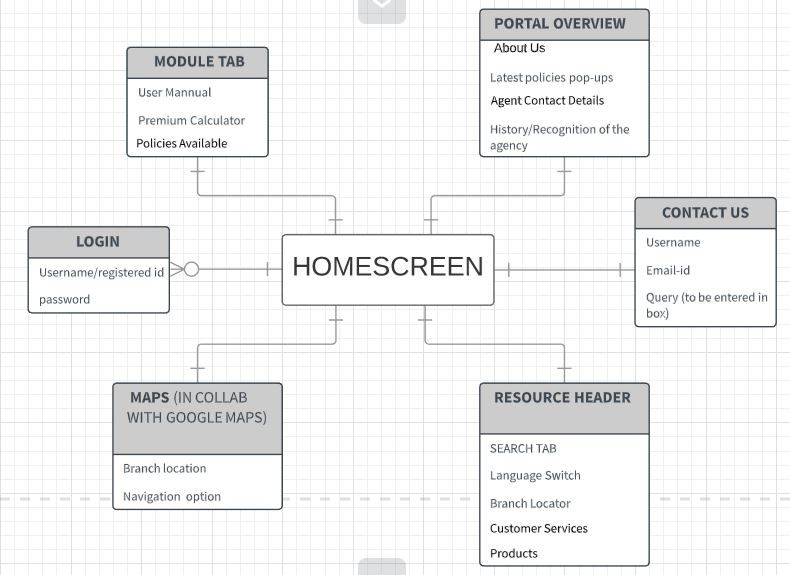 PORTAL OVERVIEW
About Us
Latest policies pop-ups
Agent Contact Details
History/Recognition of the
agency
MODULE TAB
User Mannual
Premium Calculator
Policies Available
LOGIN
Username/registered id
password
HOMESCREEN
CONTACT US
Username
Email-id
Query (to be entered in
box)
MAPS (IN COLLAB
WITH GOOGLE MAPS)
Branch location
Navigation option
RESOURCE HEADER
SEARCH TAB
Language Switch
Branch Locator
Customer Services
Products